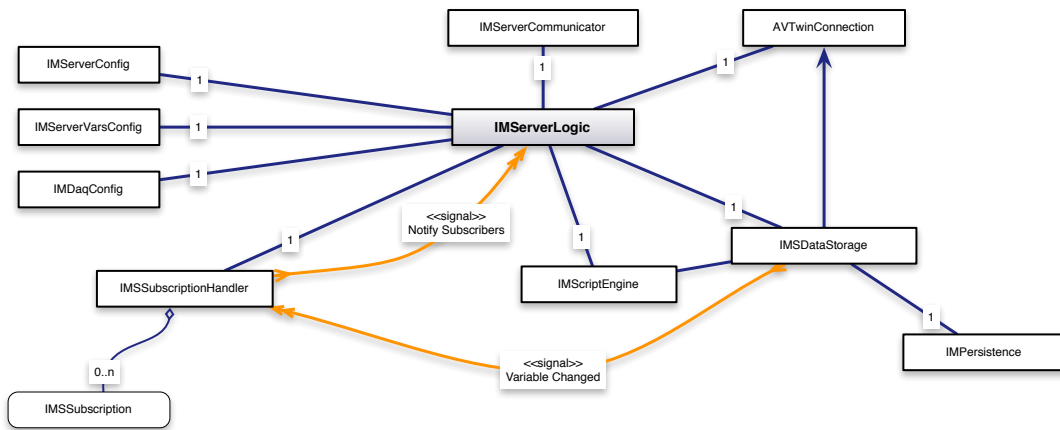 IMServerCommunicator
AVTwinConnection
IMServerConfig
1
1
1
IMServerVarsConfig
1
IMServerLogic
IMDaqConfig
1
1
<<signal>>
Notify Subscribers
1
1
IMSDataStorage
IMSSubscriptionHandler
IMScriptEngine
1
IMPersistence
<<signal>>
Variable Changed
0..n
IMSSubscription